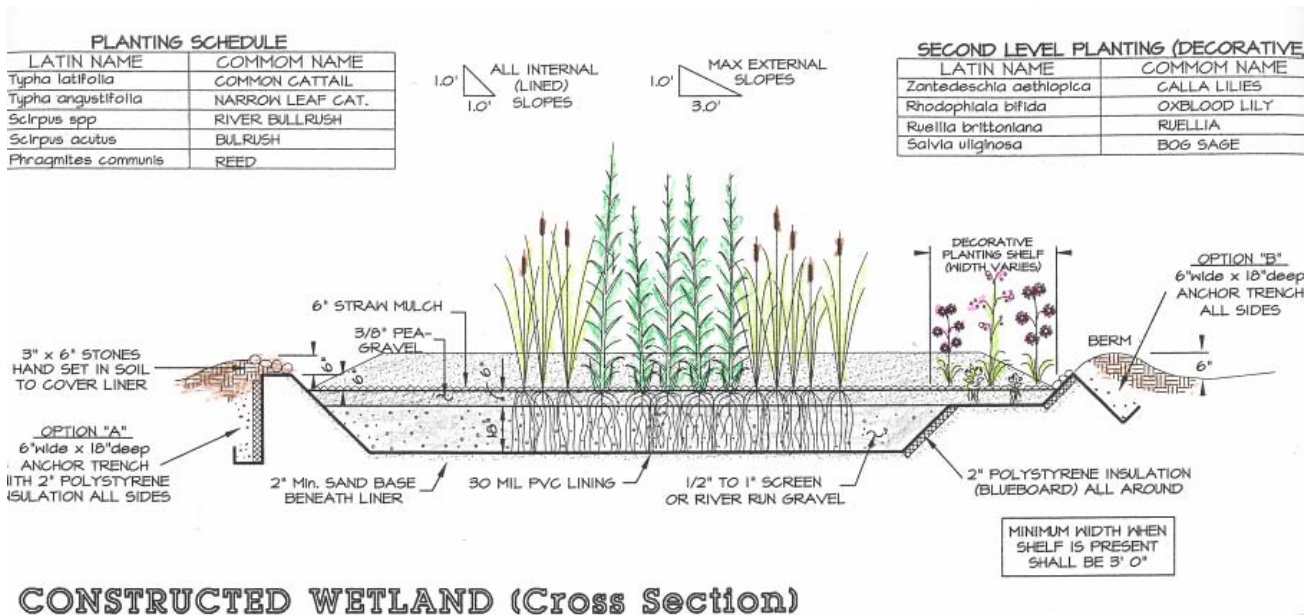 PLANTING SCHEDULE
LATIN NAME COMMOM NAME
Typha latifolia COMMON CATTAIL
Typha angustifolia NARROW LEAF CAT.
Scirpus spp RIVER BULLRUSH
Scirpus acutus BULRUSH
Phragmites communis REED
1.0'
1.0'
ALL INTERNAL
(LINED)
SLOPES
1.0'
3.0'
MAX EXTERNAL
SLOPES
SECOND LEVEL PLANTING (DECORATIVE
LATIN NAME COMMOM NAME
Zantedeschia aethiopica CALLA LILIES
Rhodophiala bifida OXBLOOD LILY
Ruellia brittoniana RUELLIA
Salvia uliginosa BOG SAGE
DECORATIVE
PLANTING SHELF
(WIDTH VARIES)
OPTION "B"
6"wide x 18"deep
ANCHOR TRENCH
ALL SIDES
6" STRAW MULCH
3/8" PEA-
GRAVEL
3" x 6" STONES
HAND SET IN SOIL
TO COVER LINER
6"
6"
6"
18"
BERM
6"
OPTION "A"
6"wide x 18"deep
ANCHOR TRENCH
ITH 2" POLYSTYRENE
NSULATION ALL SIDES
2" Min. SAND BASE
BENEATH LINER
30 MIL PVC LINING
1/2" TO 1" SCREEN
OR RIVER RUN GRAVEL
2" POLYSTYRENE INSULATION
(BLUEBOARD) ALL AROUND
MINIMUM WIDTH WHEN
SHELF IS PRESENT
SHALL BE 3' 0"
CONSTRUCTED WETLAND (Cross Section)